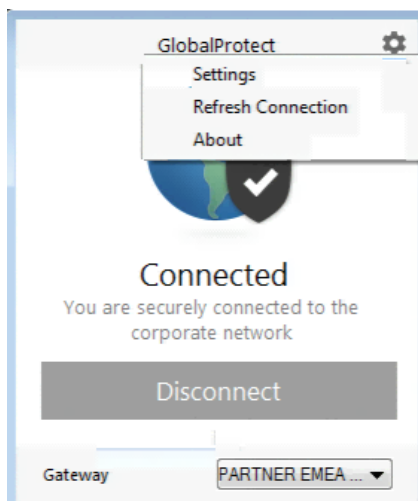 GlobalProtect
Settings
Refresh Connection
About
Connected
You are securely connected to the
corporate network
Disconnect
Gateway PARTNER EMEA ...